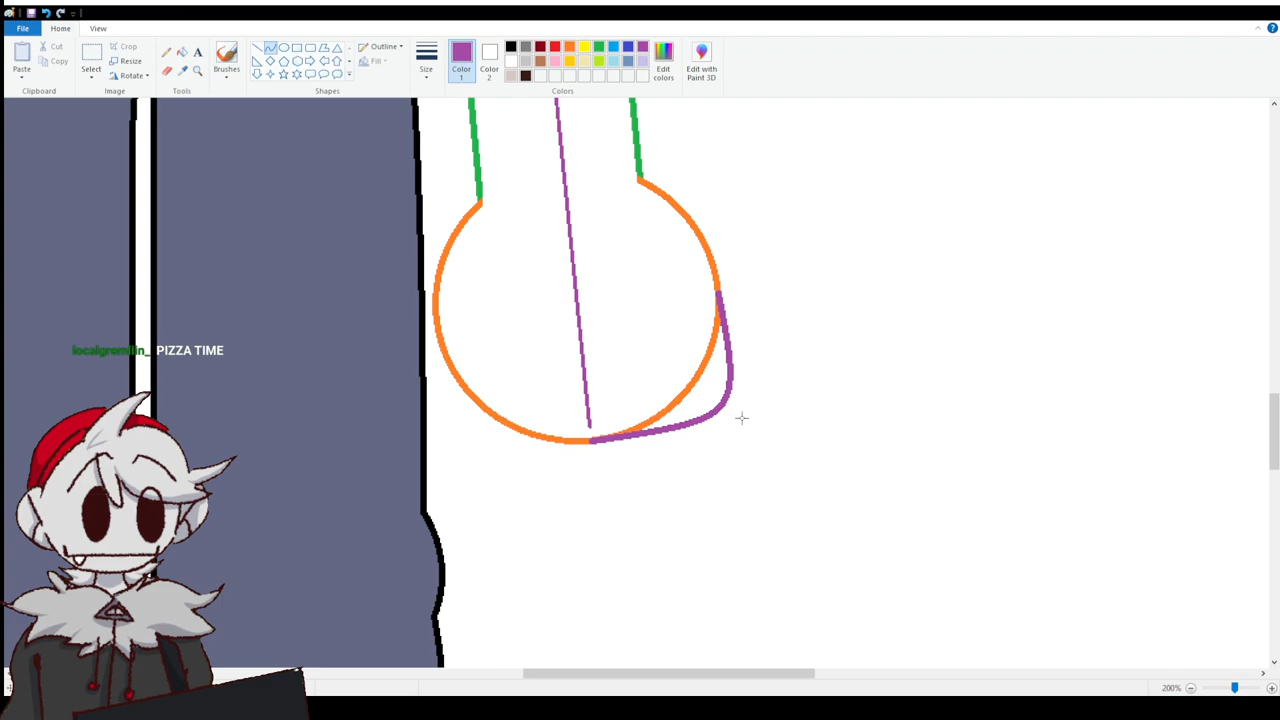 File
Home
View
Paste
Cut
Copy
Clipboard
Select
Crop
Resize
Rotate
Image
Tools
Brushes
Shapes
Outline
Fill
Size
Color 1
Color 2
Edit colors
Colors
Edit with Paint 3D
localgremlin_ PIZZA TIME
200%